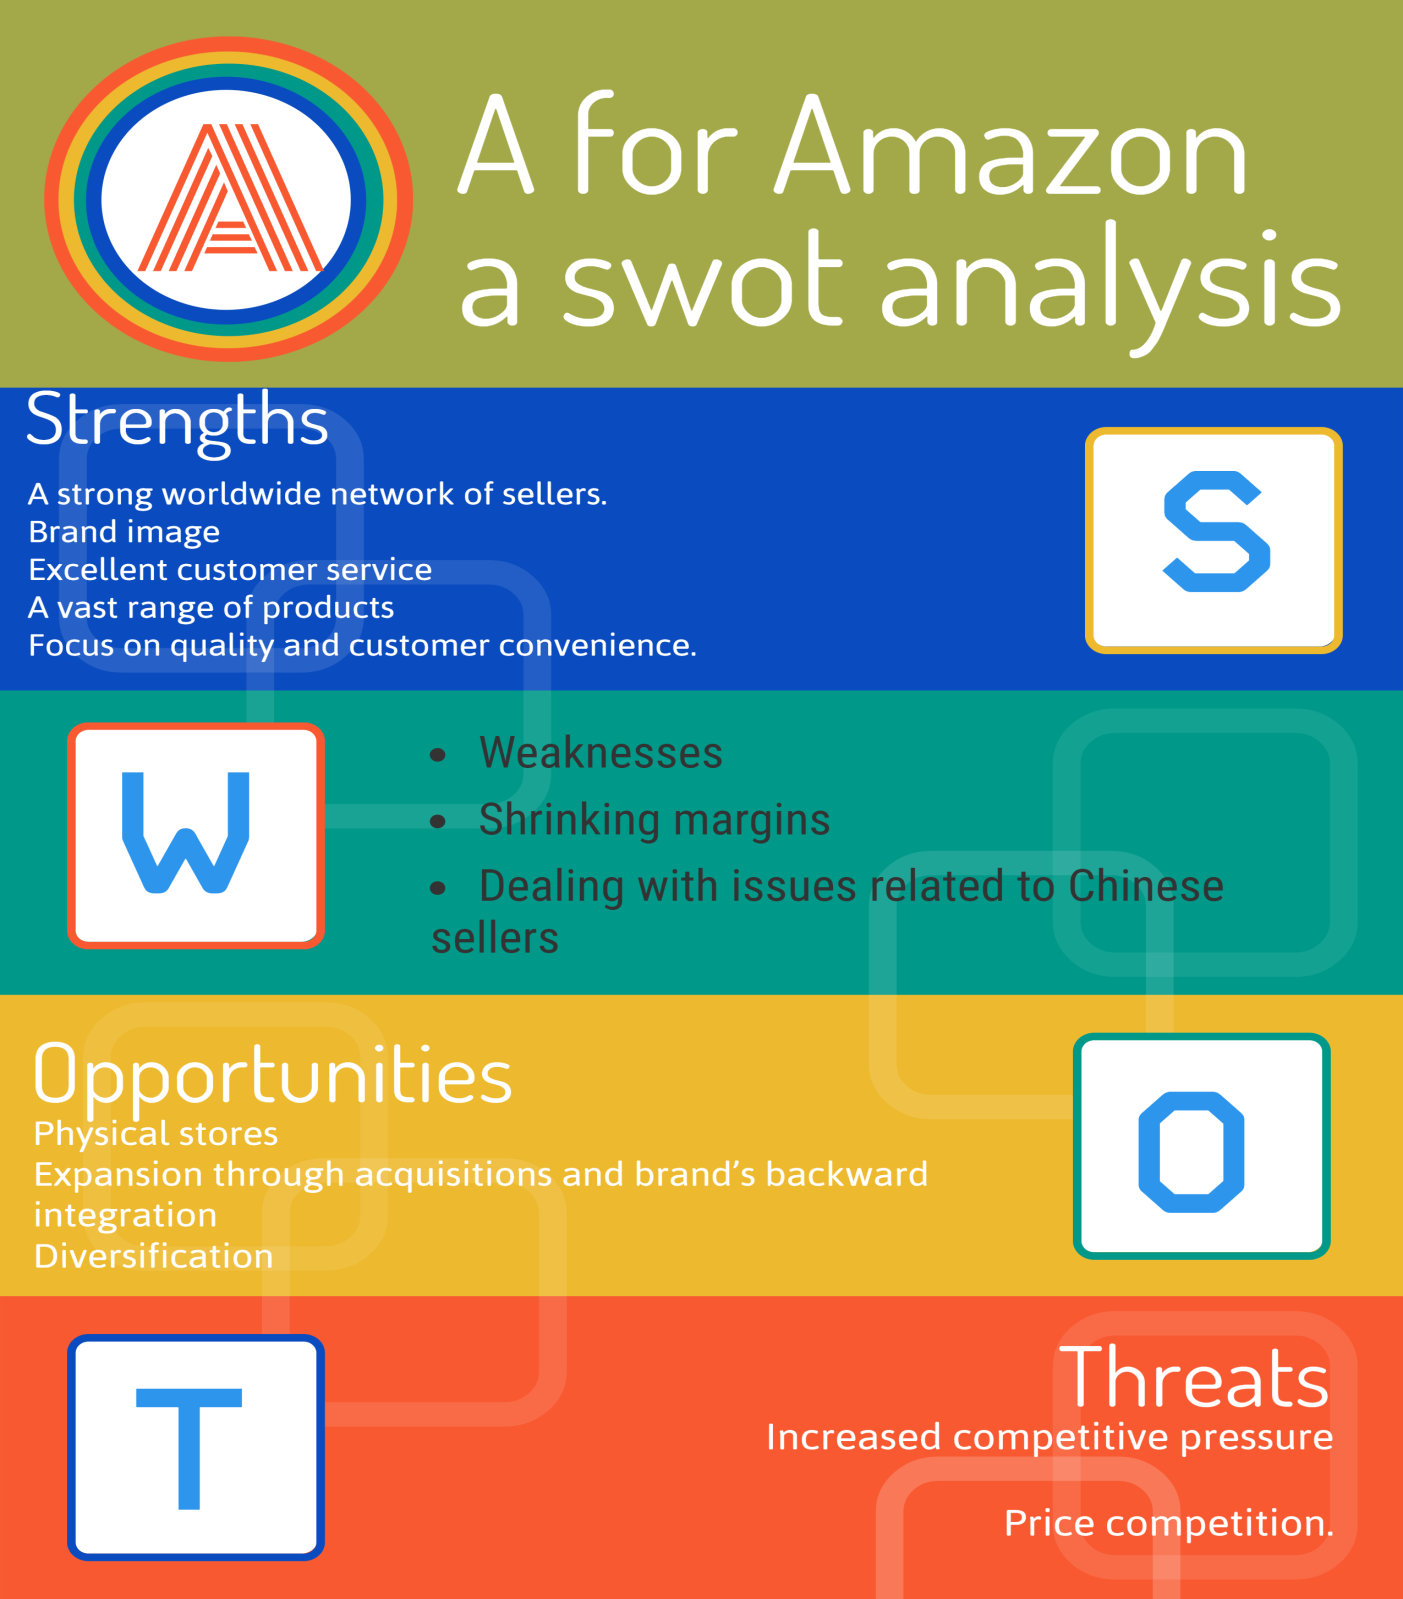 A
A for Amazon
a swot analysis
Strengths
A strong worldwide network of sellers.
Brand image
Excellent customer service
A vast range of products
Focus on quality and customer convenience.
S
W
• Weaknesses
• Shrinking margins
• Dealing with issues related to Chinese
sellers
Opportunities
Physical stores
Expansion through acquisitions and brand’s backward
integration
Diversification
O
T
Threats
Increased competitive pressure
Price competition.